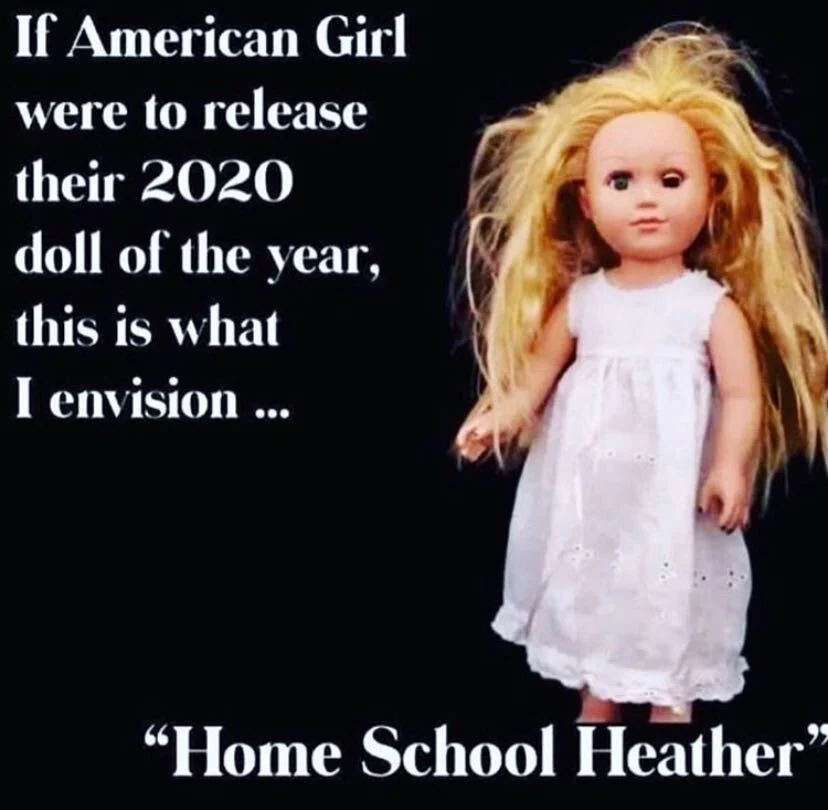 If American Girl
were to release
their 2020
doll of the year,
this is what
I envision ...
“Home School Heather”